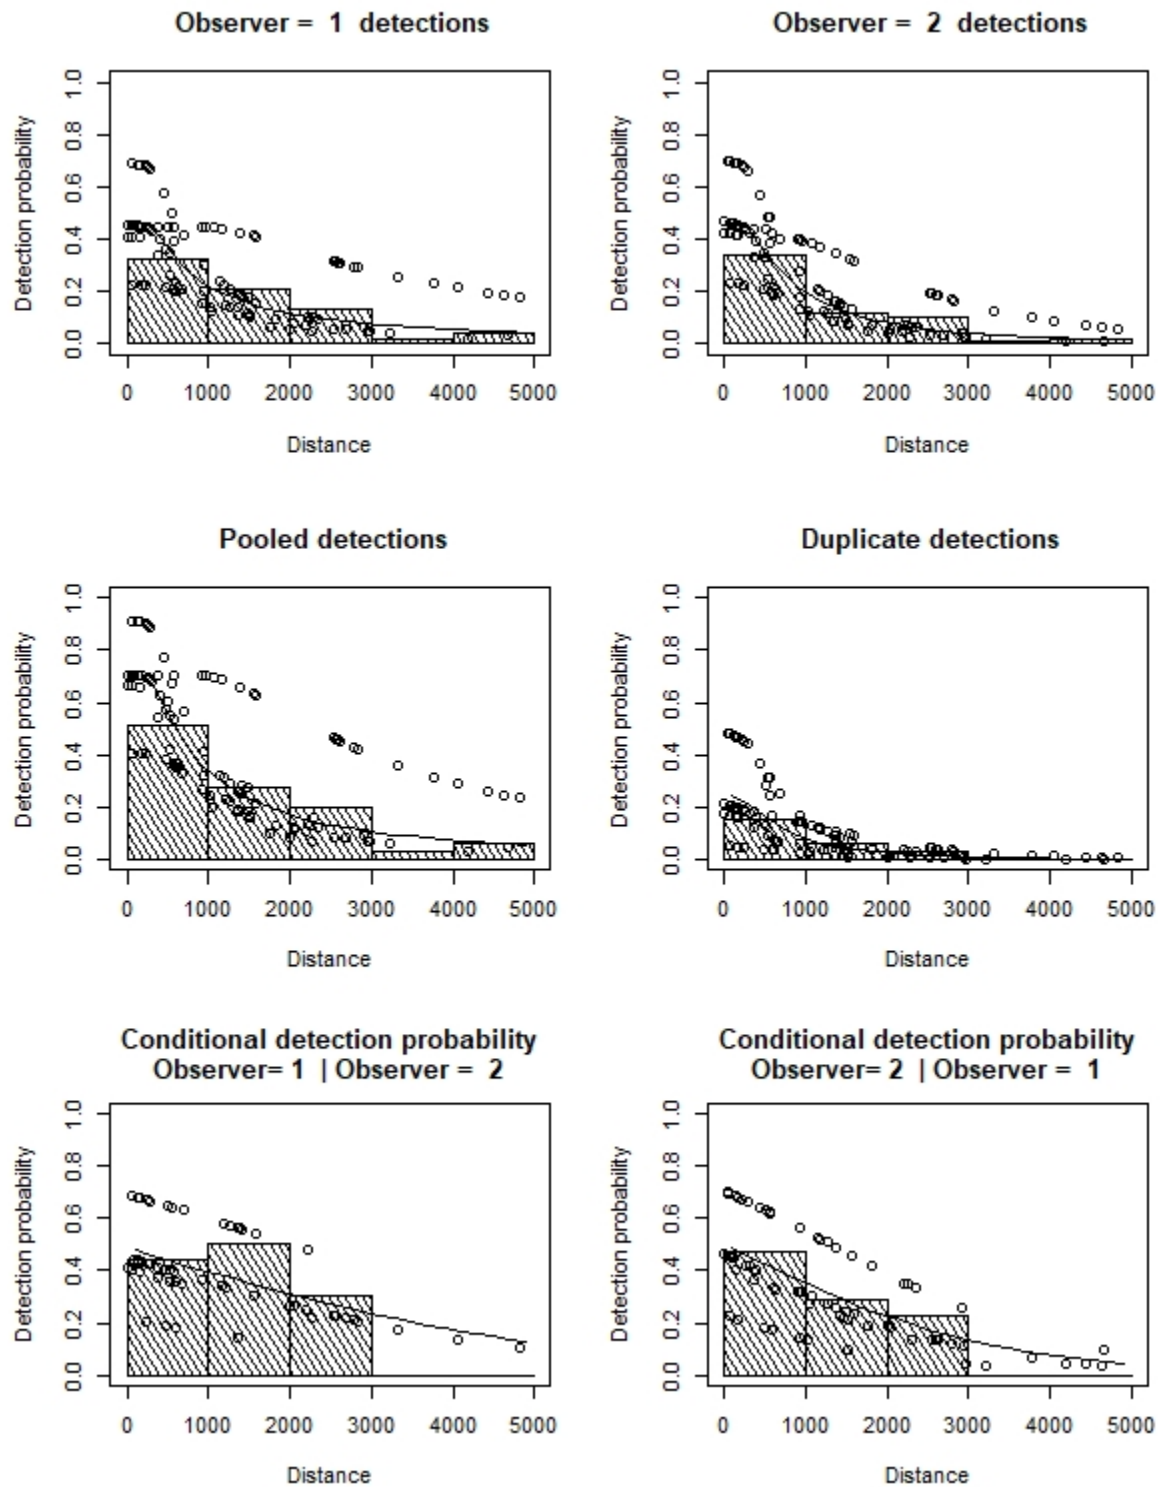 Observer = 1 detections
Detection probability
1.0
0.8
0.6
0.4
0.2
0.0
0 1000 2000 3000 4000 5000
Distance
Observer = 2 detections
Detection probability
1.0
0.8
0.6
0.4
0.2
0.0
0 1000 2000 3000 4000 5000
Distance
Pooled detections
Detection probability
1.0
0.8
0.6
0.4
0.2
0.0
0 1000 2000 3000 4000 5000
Distance
Duplicate detections
Detection probability
1.0
0.8
0.6
0.4
0.2
0.0
0 1000 2000 3000 4000 5000
Distance
Conditional detection probability
Observer= 1 | Observer = 2
Detection probability
1.0
0.8
0.6
0.4
0.2
0.0
0 1000 2000 3000 4000 5000
Distance
Conditional detection probability
Observer= 2 | Observer = 1
Detection probability
1.0
0.8
0.6
0.4
0.2
0.0
0 1000 2000 3000 4000 5000
Distance